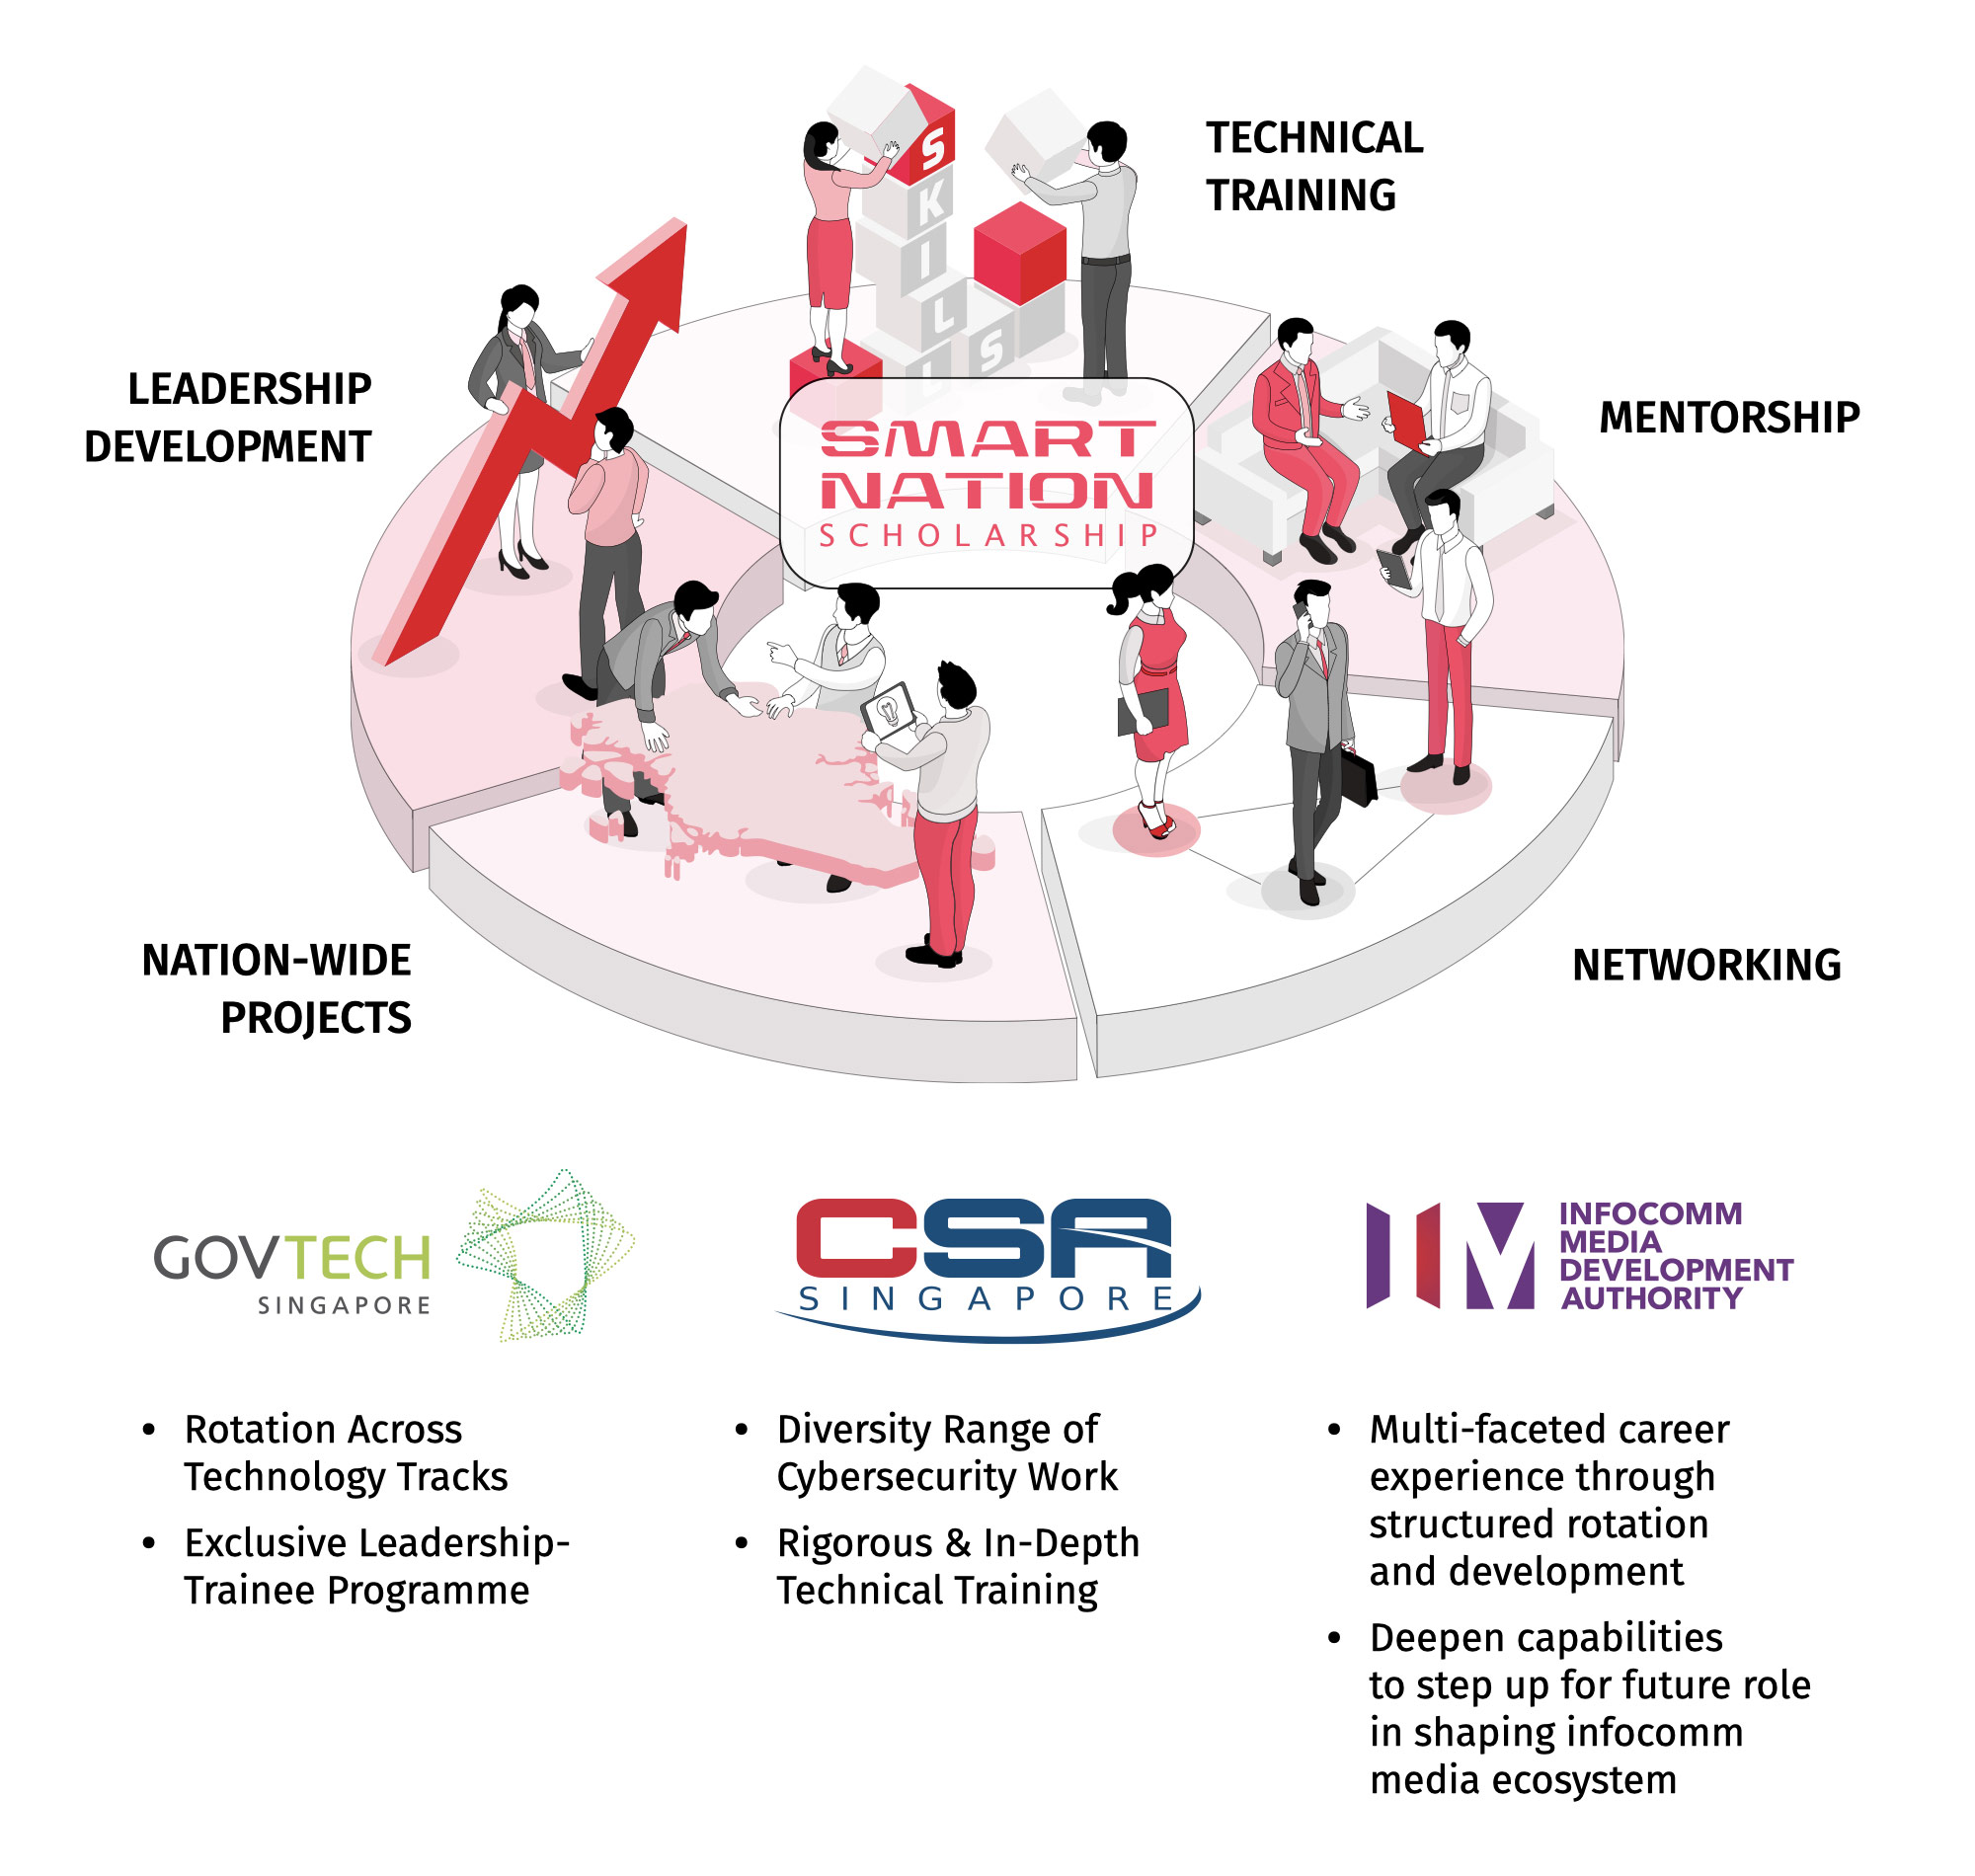 TECHNICAL
TRAINING
LEADERSHIP
DEVELOPMENT
MENTORSHIP
S
K
I
L
L
S
SMART
NATION
SCHOLARSHIP
NATION-WIDE
PROJECTS
NETWORKING
GOVTECH
SINGAPORE
CSA
SINGAPORE
IM
INFOCOMM
MEDIA
DEVELOPMENT
AUTHORITY
• Rotation Across
Technology Tracks
• Exclusive Leadership-
Trainee Programme
• Diversity Range of
Cybersecurity Work
• Rigorous & In-Depth
Technical Training
• Multi-faceted career
experience through
structured rotation
and development
• Deepen capabilities
to step up for future role
in shaping infocomm
media ecosystem